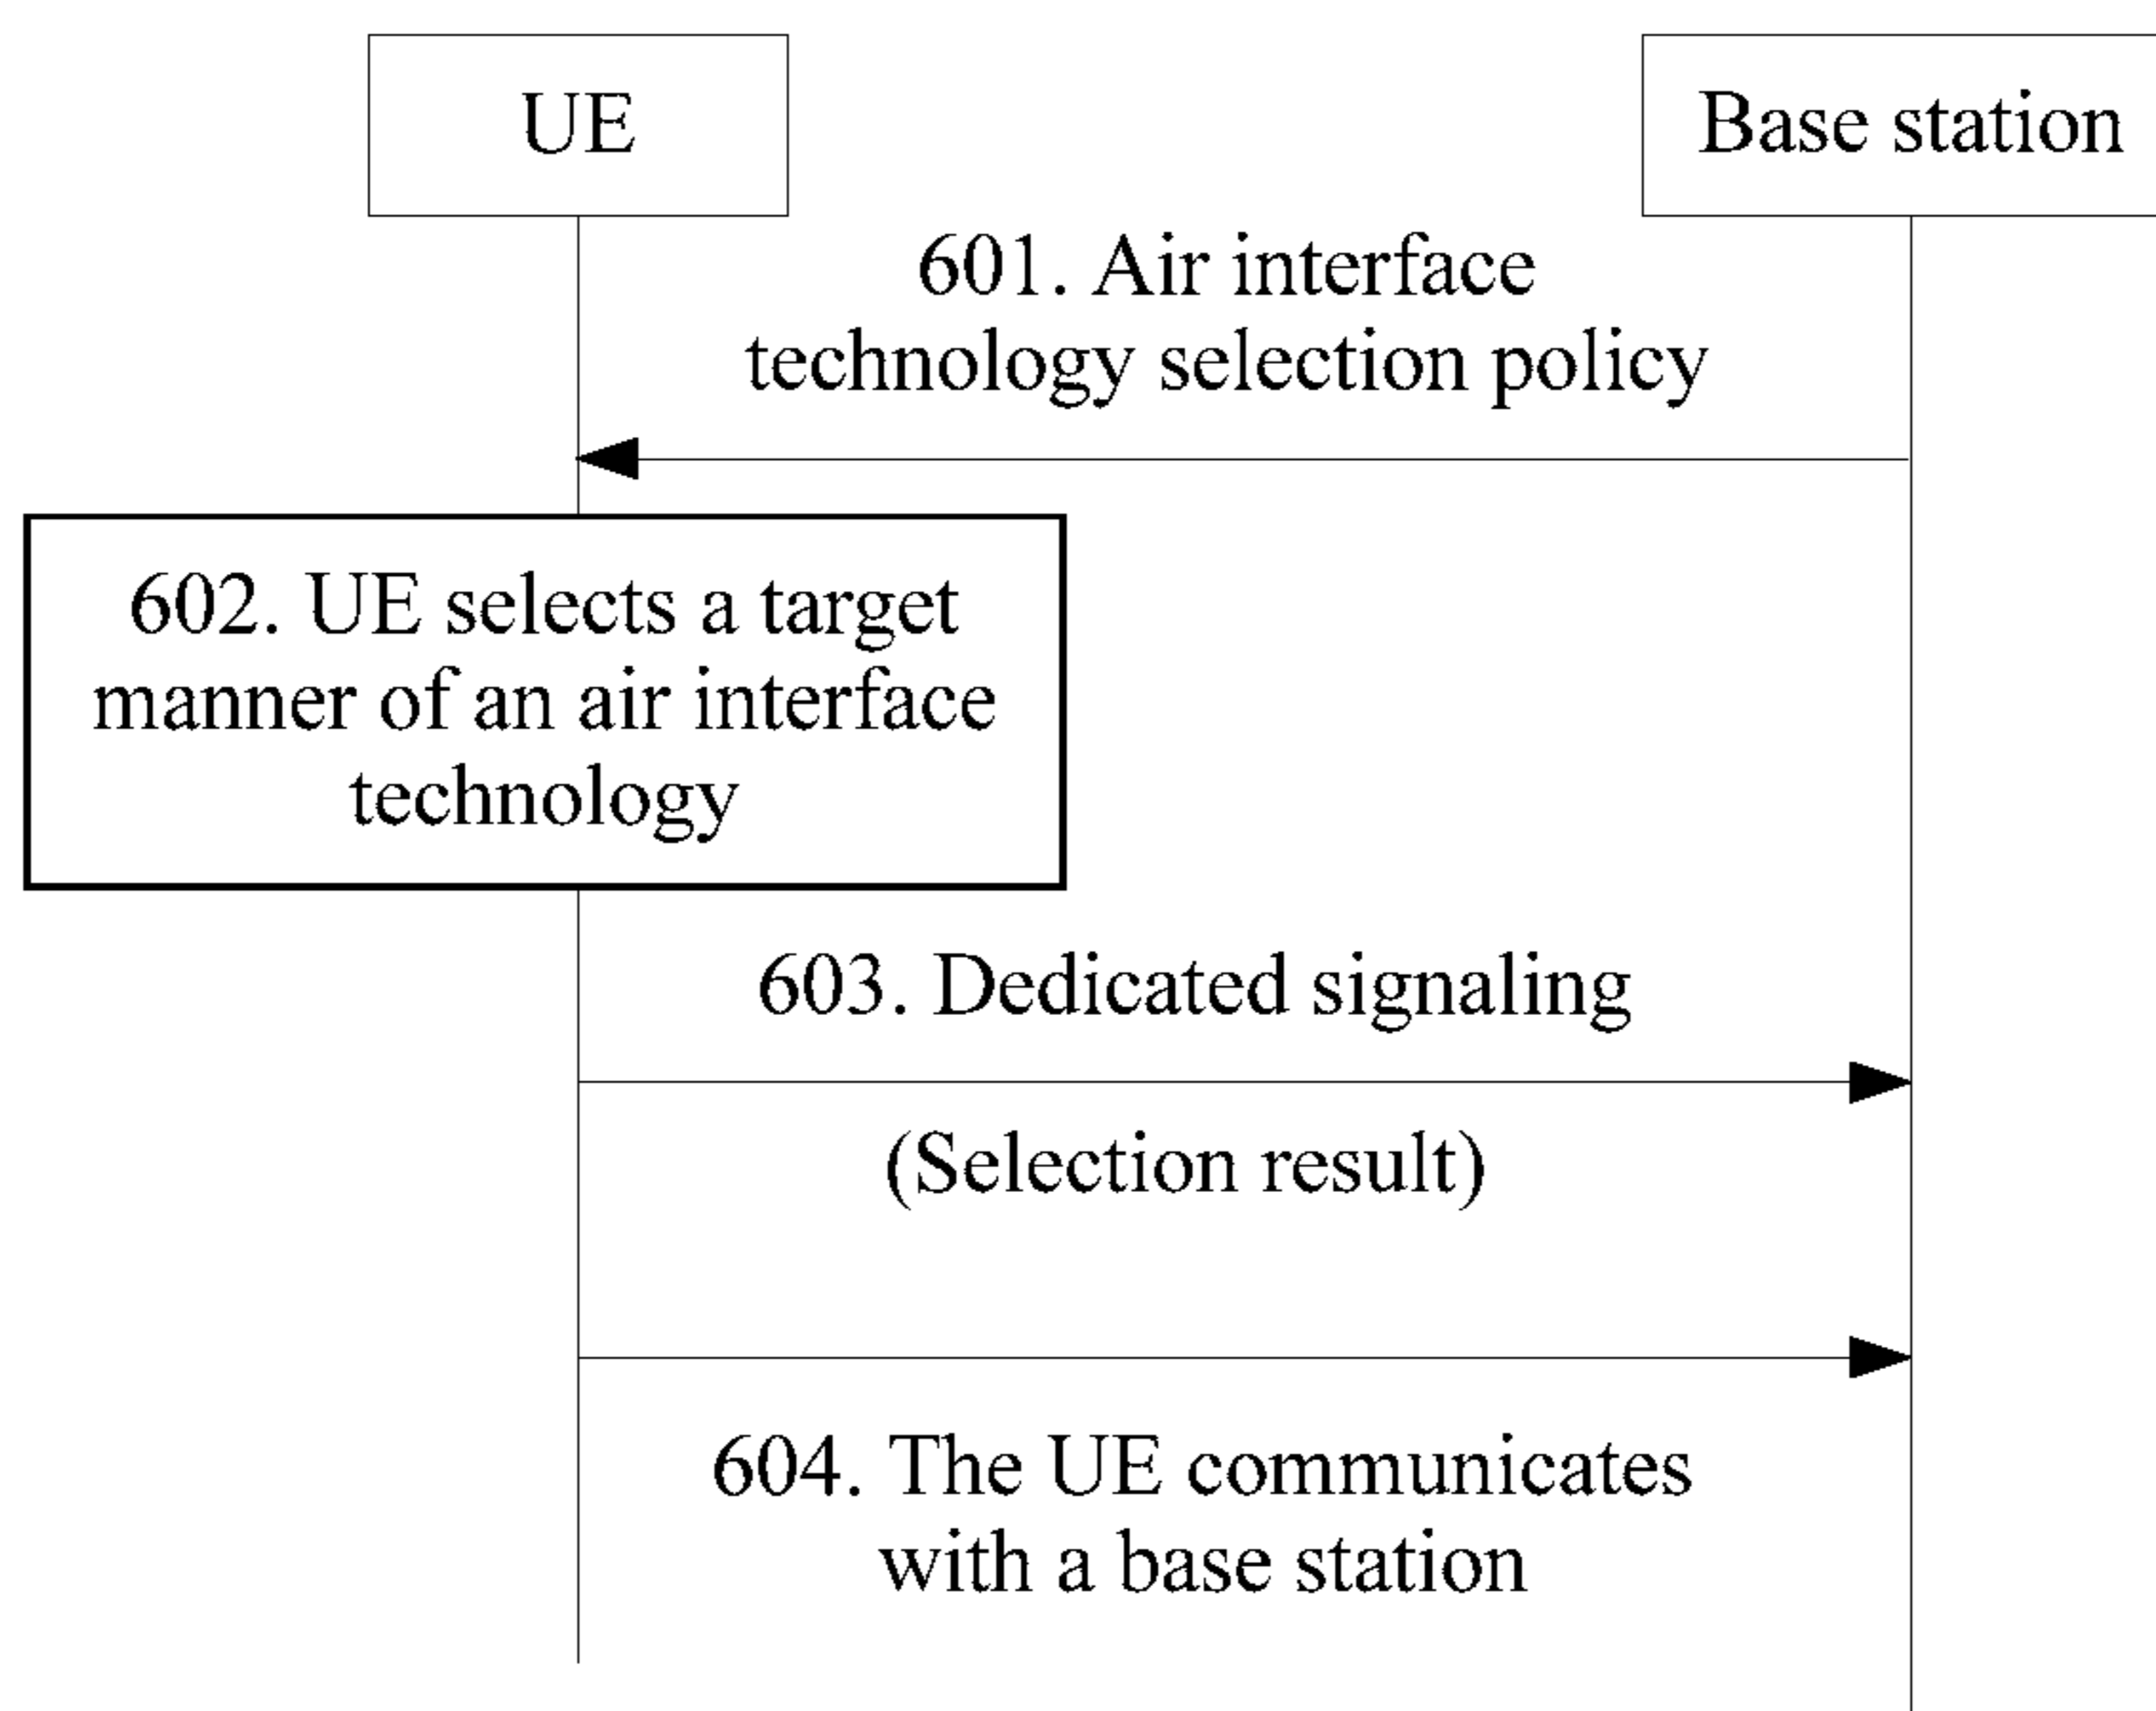 UE
Base station
601. Air interface
technology selection policy
602. UE selects a target
manner of an air interface
technology
603. Dedicated signaling
(Selection result)
604. The UE communicates
with a base station